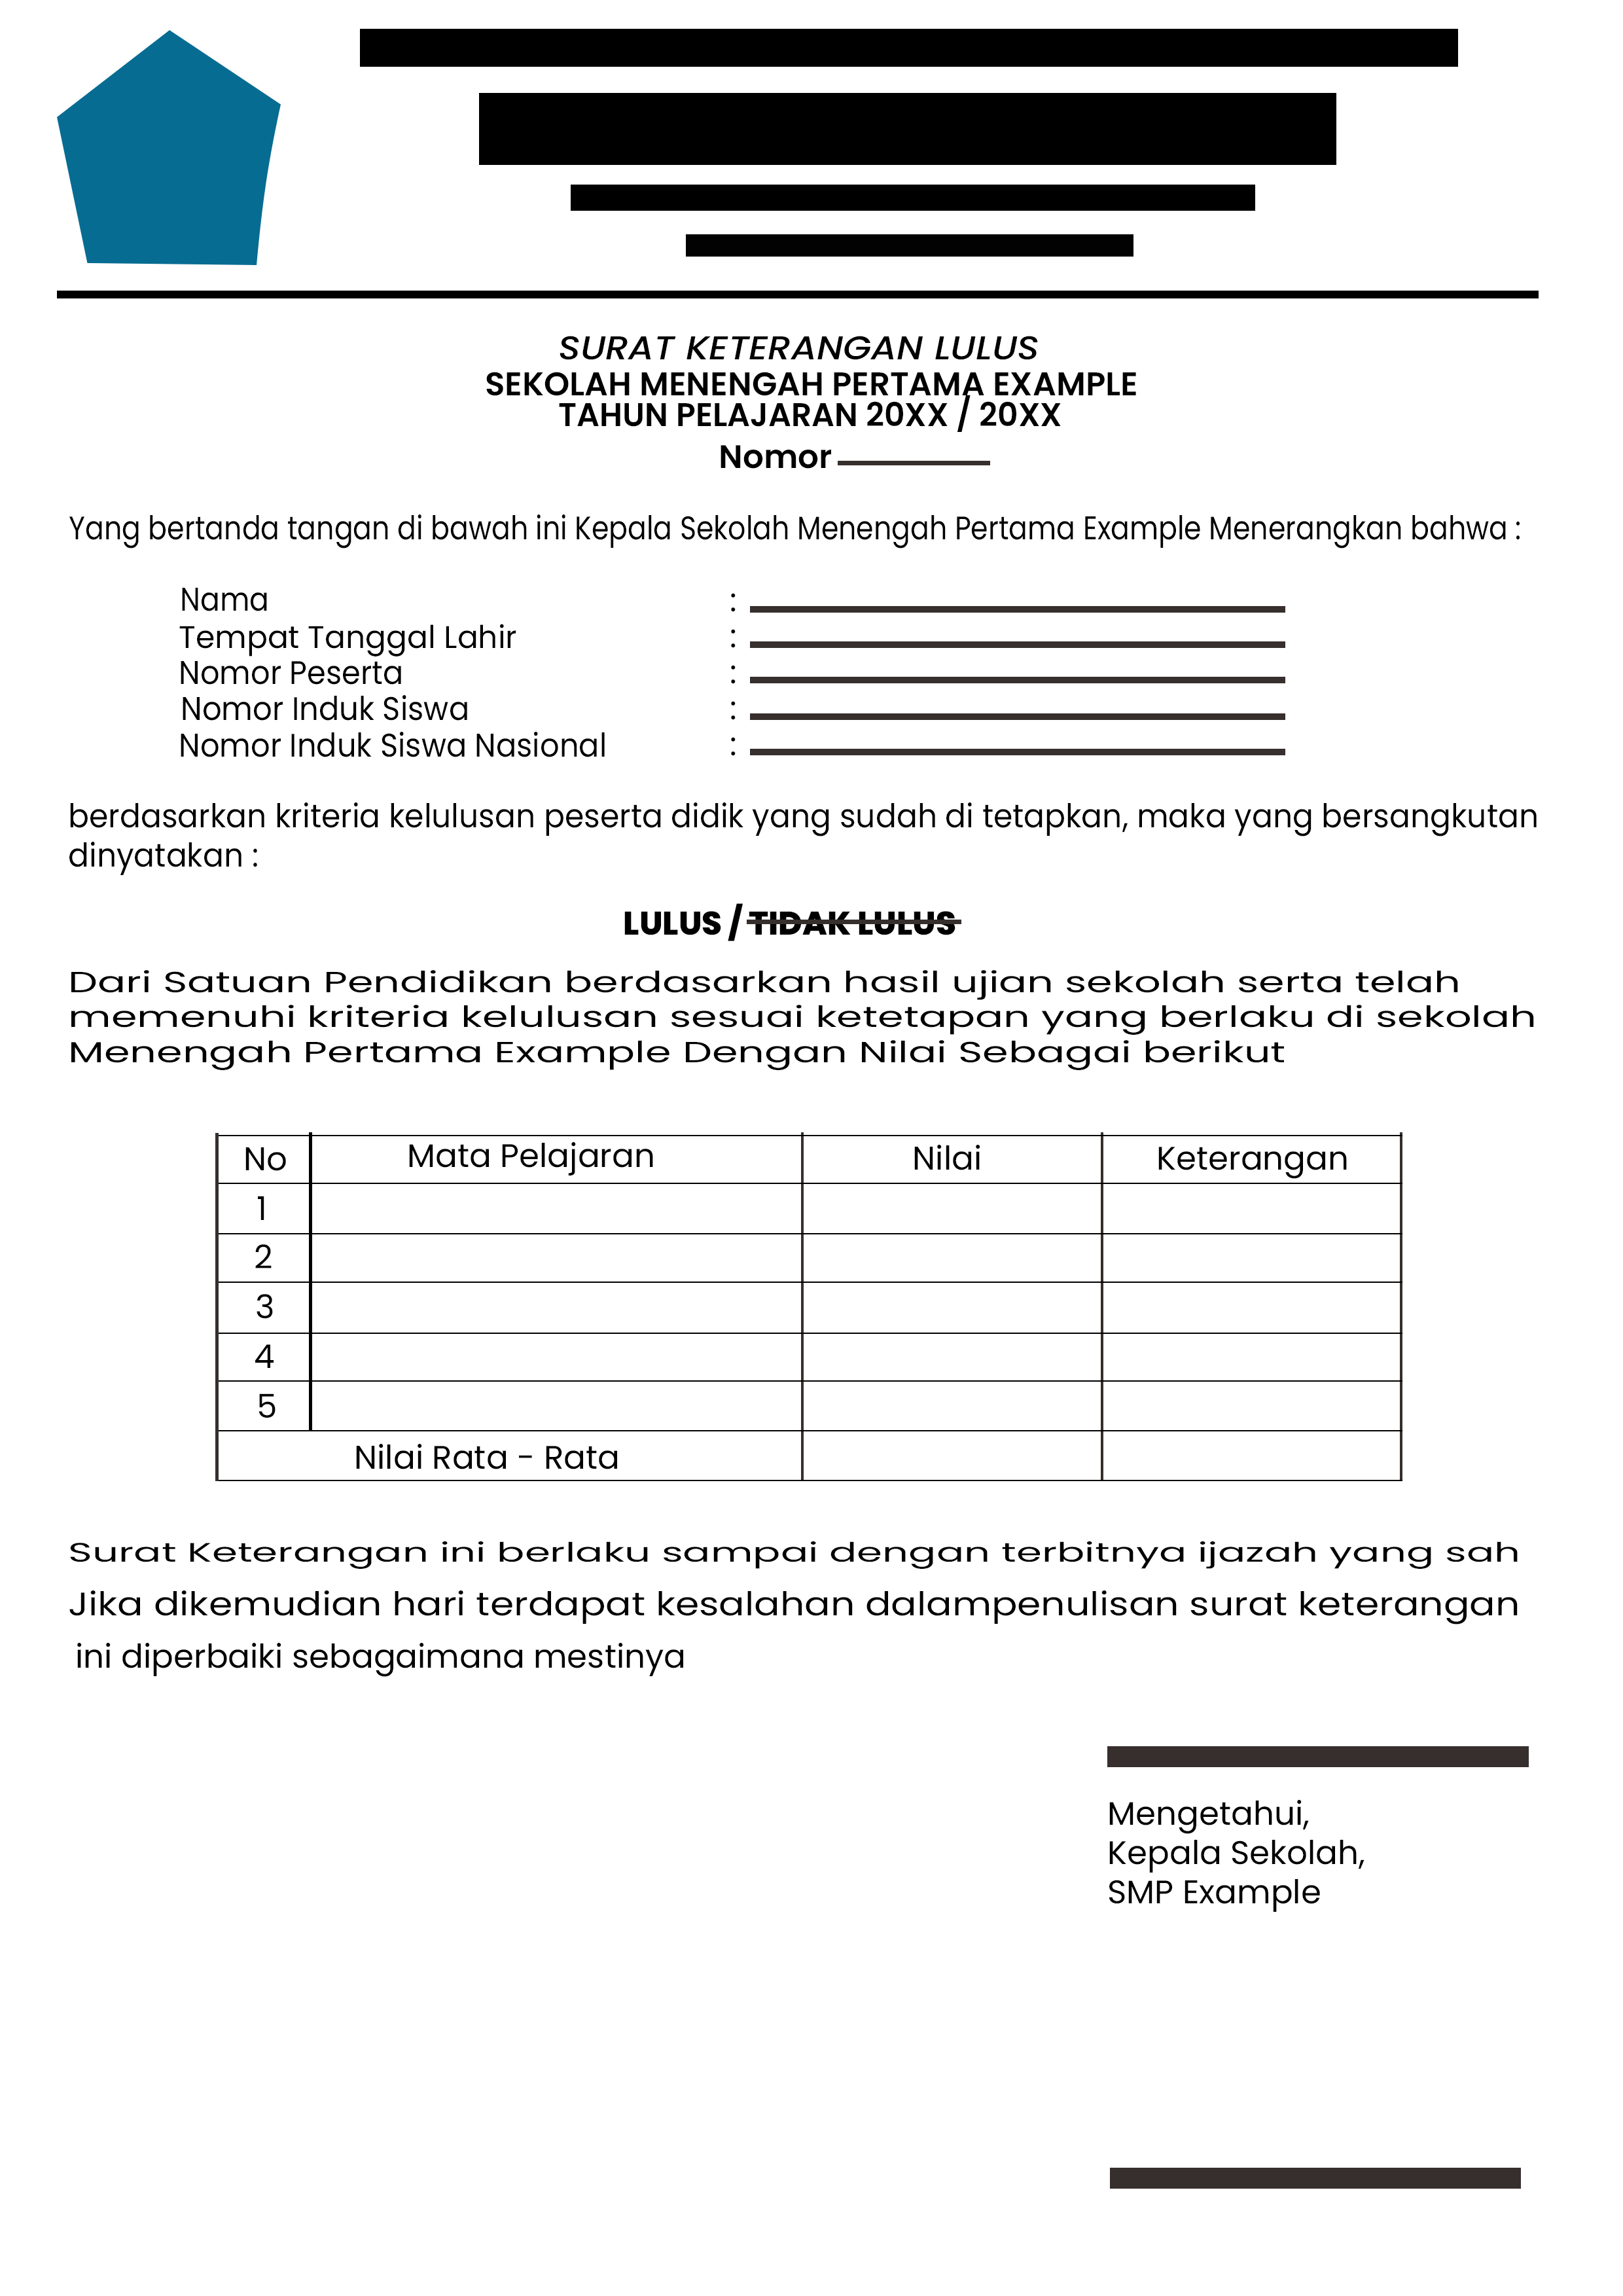 SURAT KETERANGAN LULUS
SEKOLAH MENENGAH PERTAMA EXAMPLE
TAHUN PELAJARAN 20XX / 20XX
Nomor
Yang bertanda tangan di bawah ini Kepala Sekolah Menengah Pertama Example Menerangkan bahwa :
Nama :
Tempat Tanggal Lahir :
Nomor Peserta :
Nomor Induk Siswa :
Nomor Induk Siswa Nasional :
berdasarkan kriteria kelulusan peserta didik yang sudah di tetapkan, maka yang bersangkutan
dinyatakan :
LULUS / TIDAK LULUS
Dari Satuan Pendidikan berdasarkan hasil ujian sekolah serta telah
memenuhi kriteria kelulusan sesuai ketetapan yang berlaku di sekolah
Menengah Pertama Example Dengan Nilai Sebagai berikut
No Mata Pelajaran Nilai Keterangan
1
2
3
4
5
Nilai Rata - Rata
Surat Keterangan ini berlaku sampai dengan terbitnya ijazah yang sah
Jika dikemudian hari terdapat kesalahan dalampenulisan surat keterangan
ini diperbaiki sebagaimana mestinya
Mengetahui,
Kepala Sekolah,
SMP Example